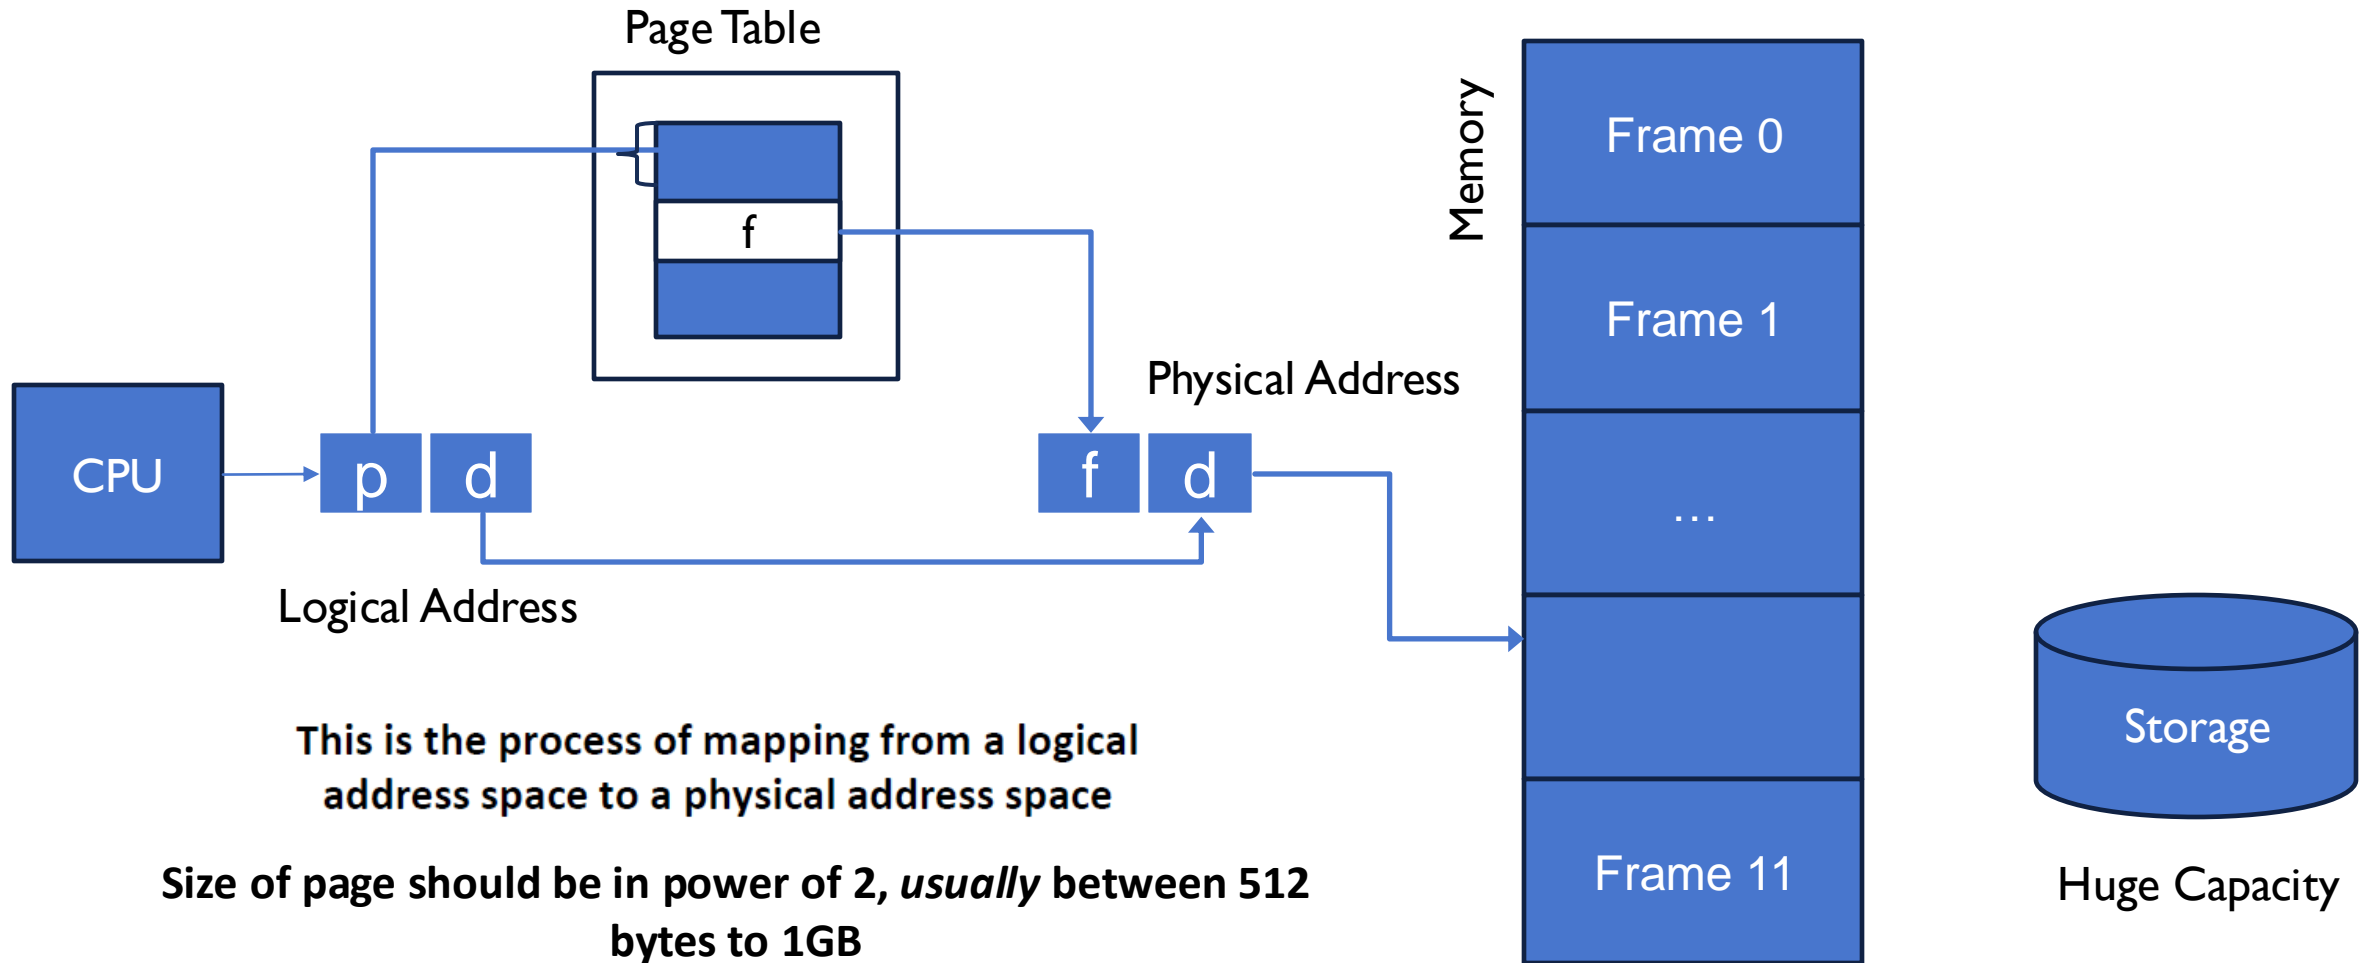 Page Table
f
Memory
Frame 0
Frame 1
...
Frame 11
Physical Address
CPU
p d
f d
Logical Address
This is the process of mapping from a logical
address space to a physical address space
Size of page should be in power of 2, usually between 512
bytes to 1GB
Storage
Huge Capacity